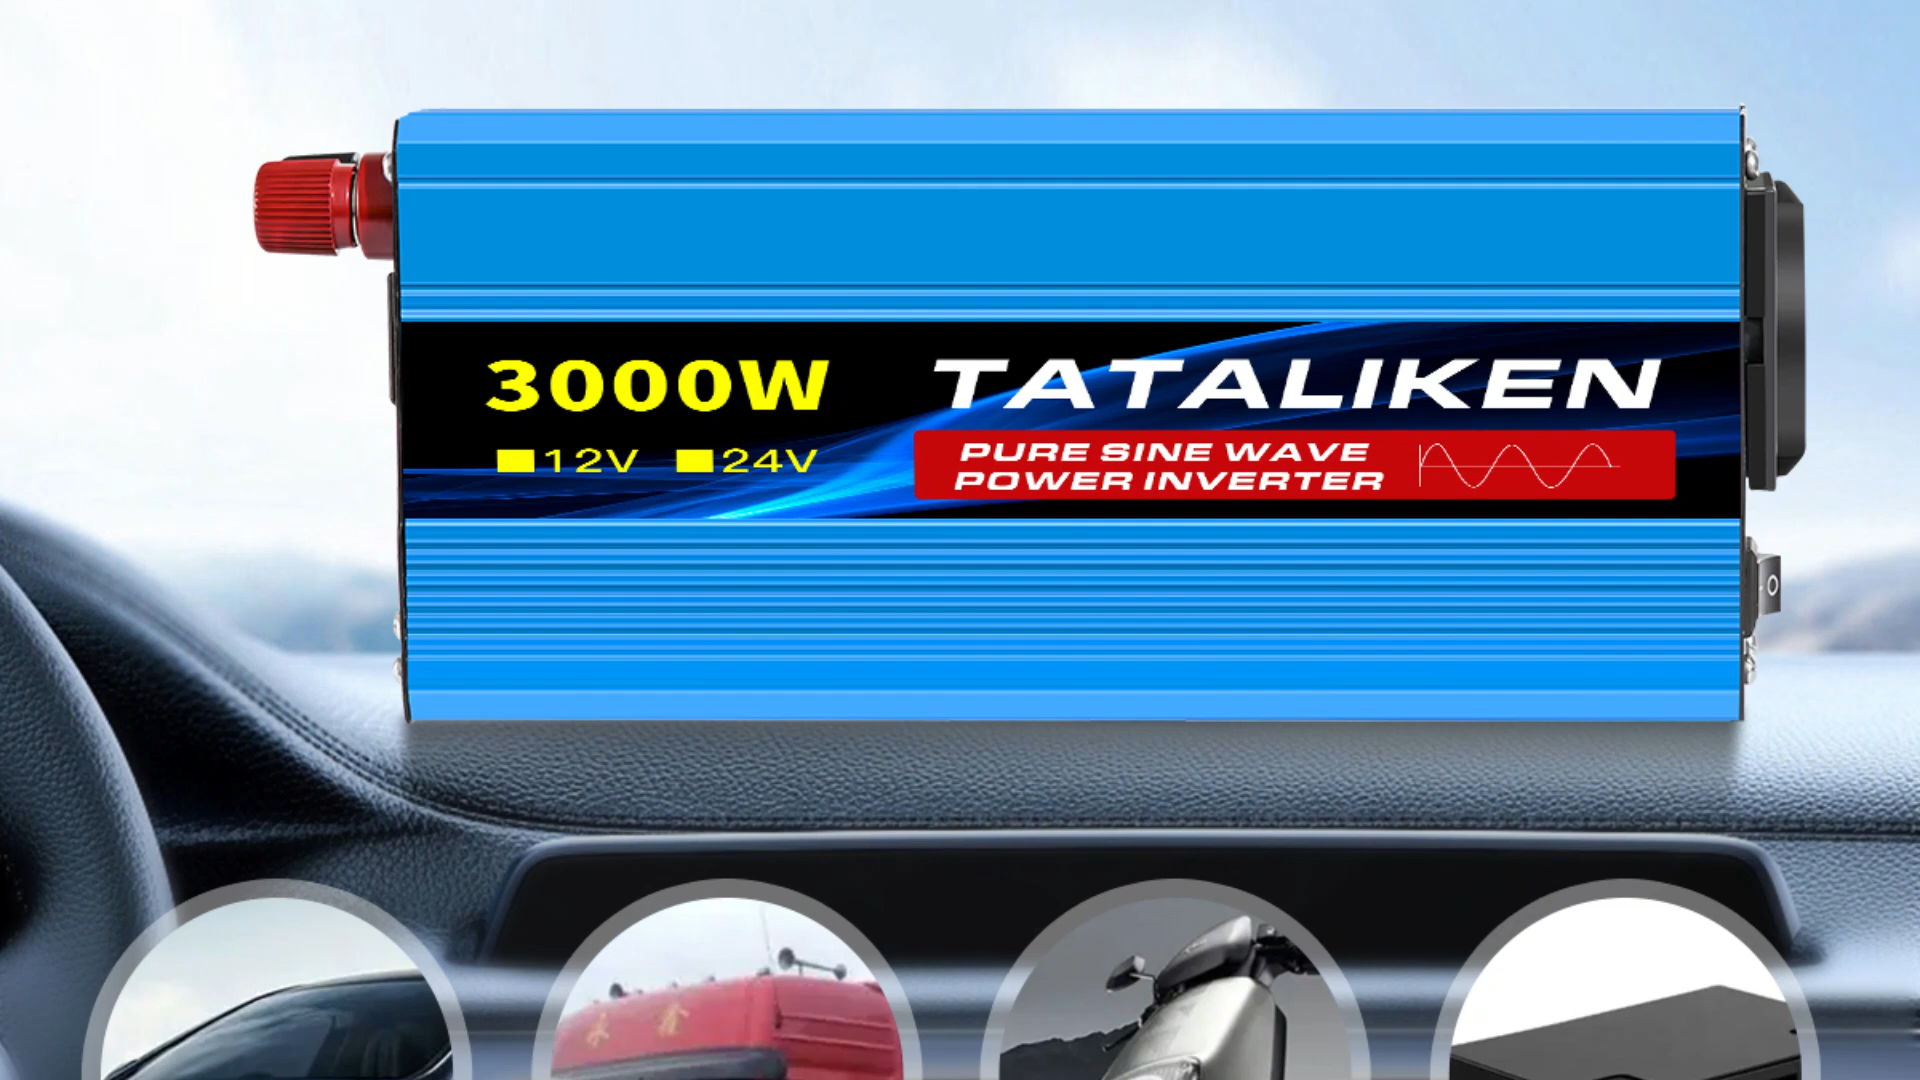 3000W
TATALIKEN
■12V ■24V
PURE SINE WAVE
POWER INVERTER